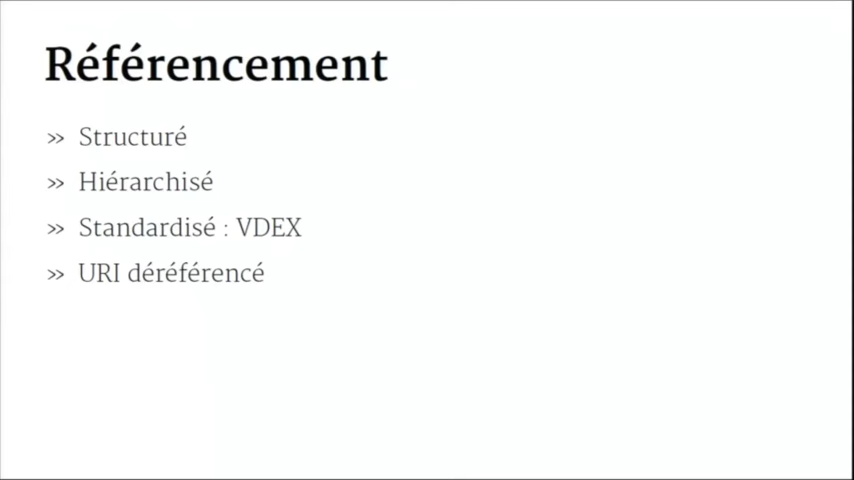 Référencement
» Structuré
» Hiérarchisé
» Standardisé : VDEX
» URI déréférencé